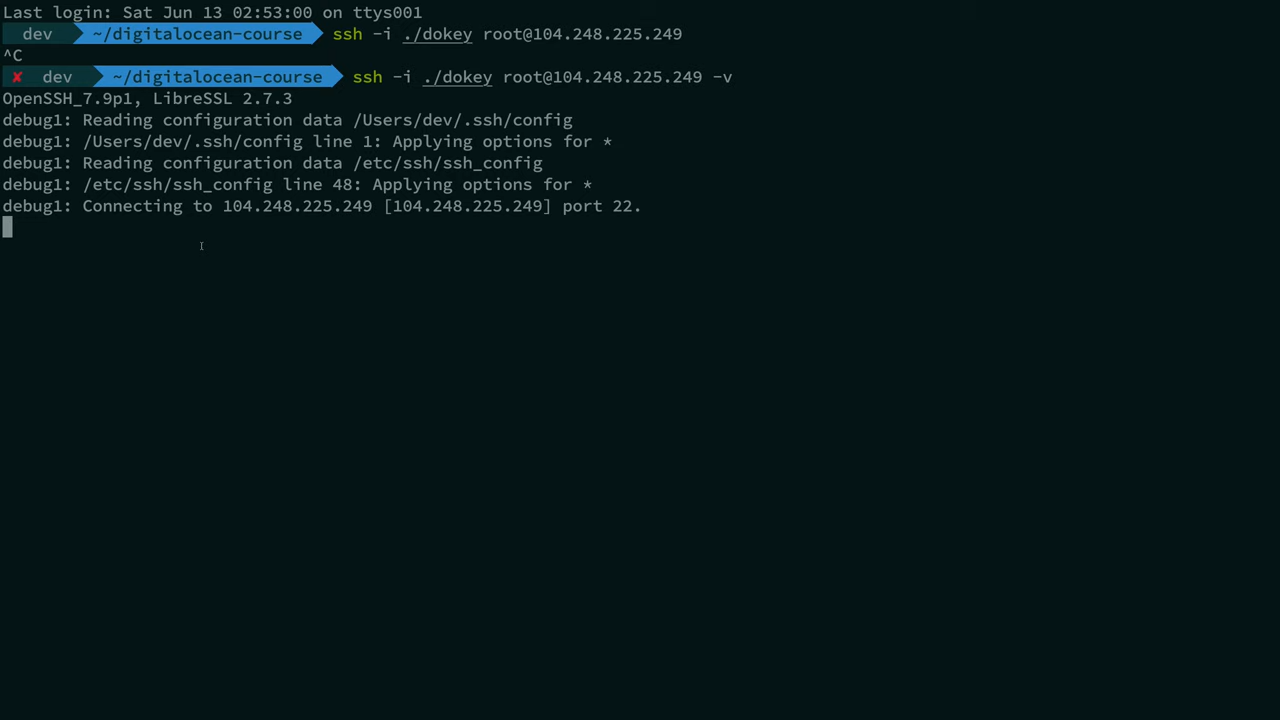 Last login: Sat Jun 13 02:53:00 on ttys001
dev ~/digitalocean-course ssh -i ./dokey root@104.248.225.249
^C
✘ dev ~/digitalocean-course ssh -i ./dokey root@104.248.225.249 -v
OpenSSH_7.9p1, LibreSSL 2.7.3
debug1: Reading configuration data /Users/dev/.ssh/config
debug1: /Users/dev/.ssh/config line 1: Applying options for *
debug1: Reading configuration data /etc/ssh/ssh_config
debug1: /etc/ssh/ssh_config line 48: Applying options for *
debug1: Connecting to 104.248.225.249 [104.248.225.249] port 22.